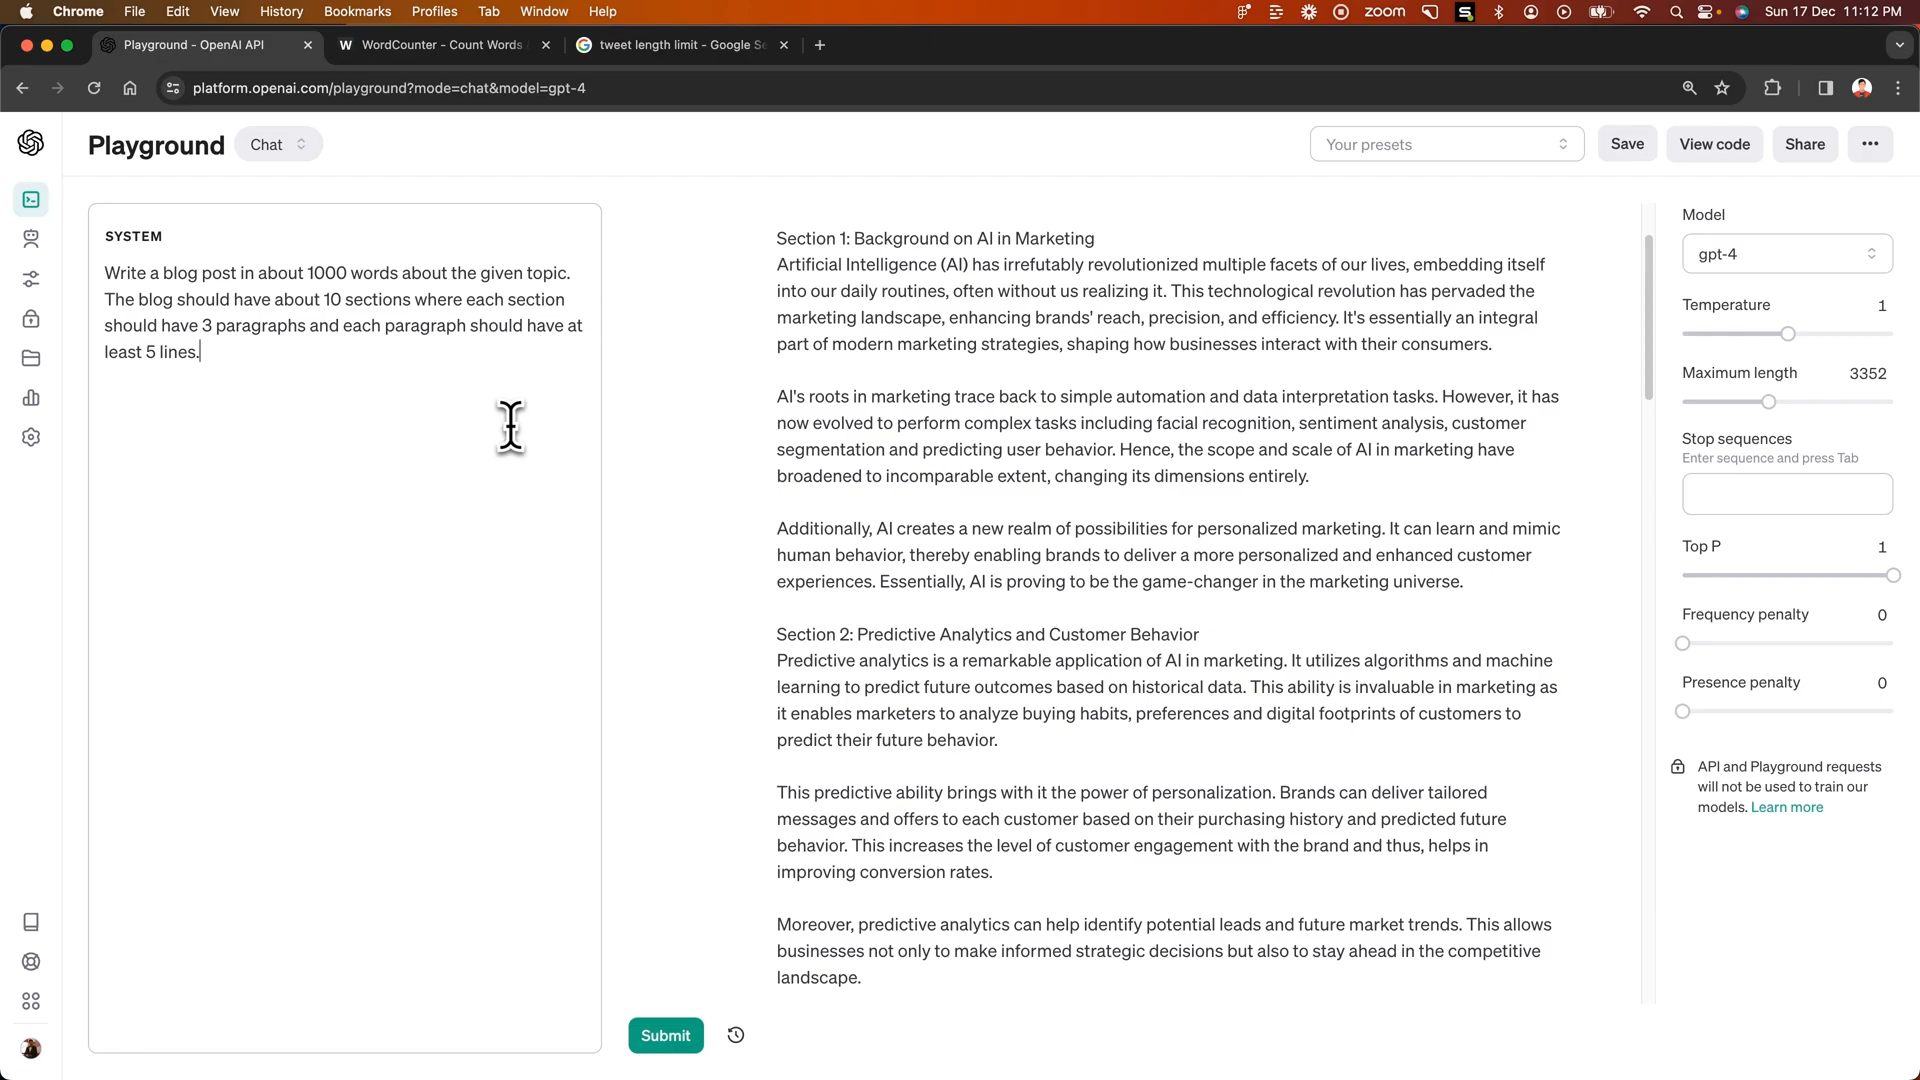 Chrome File Edit View History Bookmarks Profiles Tab Window Help zoom S Sun 17 Dec 11:12 PM
Playground - OpenAI API W WordCounter - Count Words G tweet length limit - Google Se
platform.openai.com/playground?mode=chat&model=gpt-4
Playground Chat Your presets Save View code Share
SYSTEM
Write a blog post in about 1000 words about the given topic.
The blog should have about 10 sections where each section
should have 3 paragraphs and each paragraph should have at
least 5 lines.
Section 1: Background on AI in Marketing
Artificial Intelligence (AI) has irrefutably revolutionized multiple facets of our lives, embedding itself
into our daily routines, often without us realizing it. This technological revolution has pervaded the
marketing landscape, enhancing brands' reach, precision, and efficiency. It's essentially an integral
part of modern marketing strategies, shaping how businesses interact with their consumers.
AI's roots in marketing trace back to simple automation and data interpretation tasks. However, it has
now evolved to perform complex tasks including facial recognition, sentiment analysis, customer
segmentation and predicting user behavior. Hence, the scope and scale of AI in marketing have
broadened to incomparable extent, changing its dimensions entirely.
Additionally, AI creates a new realm of possibilities for personalized marketing. It can learn and mimic
human behavior, thereby enabling brands to deliver a more personalized and enhanced customer
experiences. Essentially, AI is proving to be the game-changer in the marketing universe.
Section 2: Predictive Analytics and Customer Behavior
Predictive analytics is a remarkable application of AI in marketing. It utilizes algorithms and machine
learning to predict future outcomes based on historical data. This ability is invaluable in marketing as
it enables marketers to analyze buying habits, preferences and digital footprints of customers to
predict their future behavior.
This predictive ability brings with it the power of personalization. Brands can deliver tailored
messages and offers to each customer based on their purchasing history and predicted future
behavior. This increases the level of customer engagement with the brand and thus, helps in
improving conversion rates.
Moreover, predictive analytics can help identify potential leads and future market trends. This allows
businesses not only to make informed strategic decisions but also to stay ahead in the competitive
landscape.
Submit
Model
gpt-4
Temperature 1
Maximum length 3352
Stop sequences
Enter sequence and press Tab
Top P 1
Frequency penalty 0
Presence penalty 0
API and Playground requests
will not be used to train our
models. Learn more